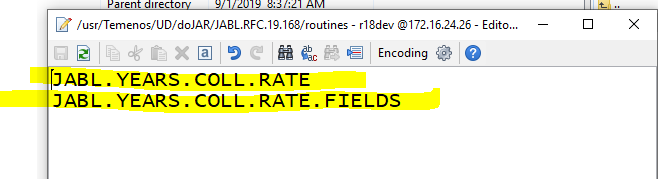 Parent directory 9/1/2019 8:37:21 AM ..
/usr/Temenos/UD/doJAR/JABL.RFC.19.168/routines - r18dev @172.16.24.26 - Edito...
Encoding
JABL.YEARS.COLL.RATE
JABL.YEARS.COLL.RATE.FIELDS